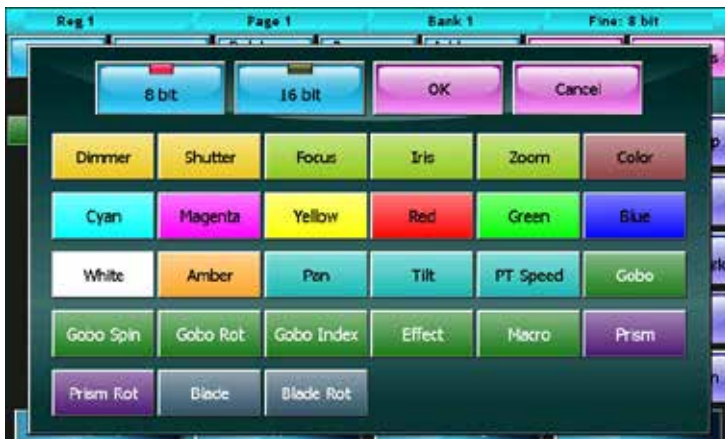 Reg 1 Page 1 Bank 1 Fine: 8 bit
8 bit 16 bit OK Cancel
Dimmer Shutter Focus Iris Zoom Color
Cyan Magenta Yellow Red Green Blue
White Amber Pan Tilt PT Speed Gobo
Gobo Spin Gobo Rot Gobo Index Effect Macro Prism
Prism Rot Blade Blade Rot